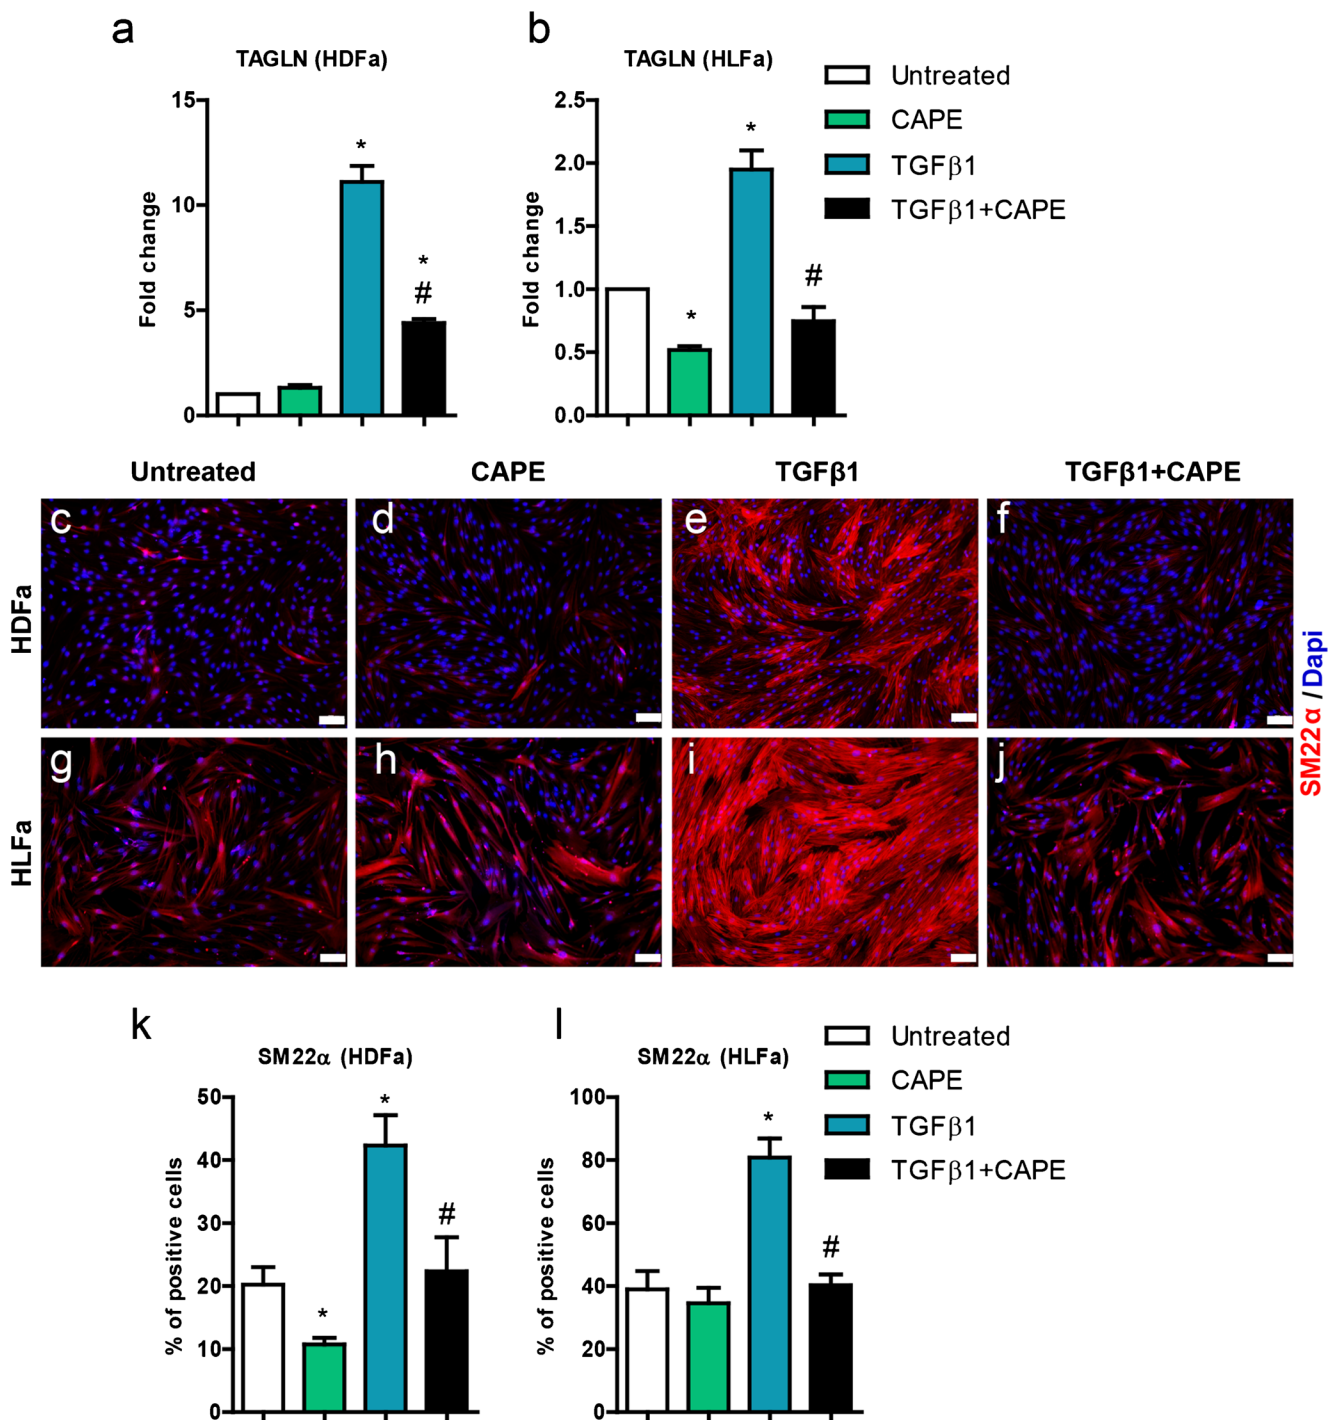 a
b
TAGLN (HDFa)
TAGLN (HLFa)
Untreated
CAPE
TGFβ1
TGFβ1+CAPE
Fold change
15
10
5
0
*
*
#
Fold change
2.5
2.0
1.5
1.0
0.5
0.0
*
*
#
Untreated
CAPE
TGFβ1
TGFβ1+CAPE
HDFa
c
d
e
f
HLFa
g
h
i
j
SM22α / Dapi
k
l
SM22α (HDFa)
SM22α (HLFa)
Untreated
CAPE
TGFβ1
TGFβ1+CAPE
% of positive cells
50
40
30
20
10
0
*
*
#
% of positive cells
100
80
60
40
20
0
*
#